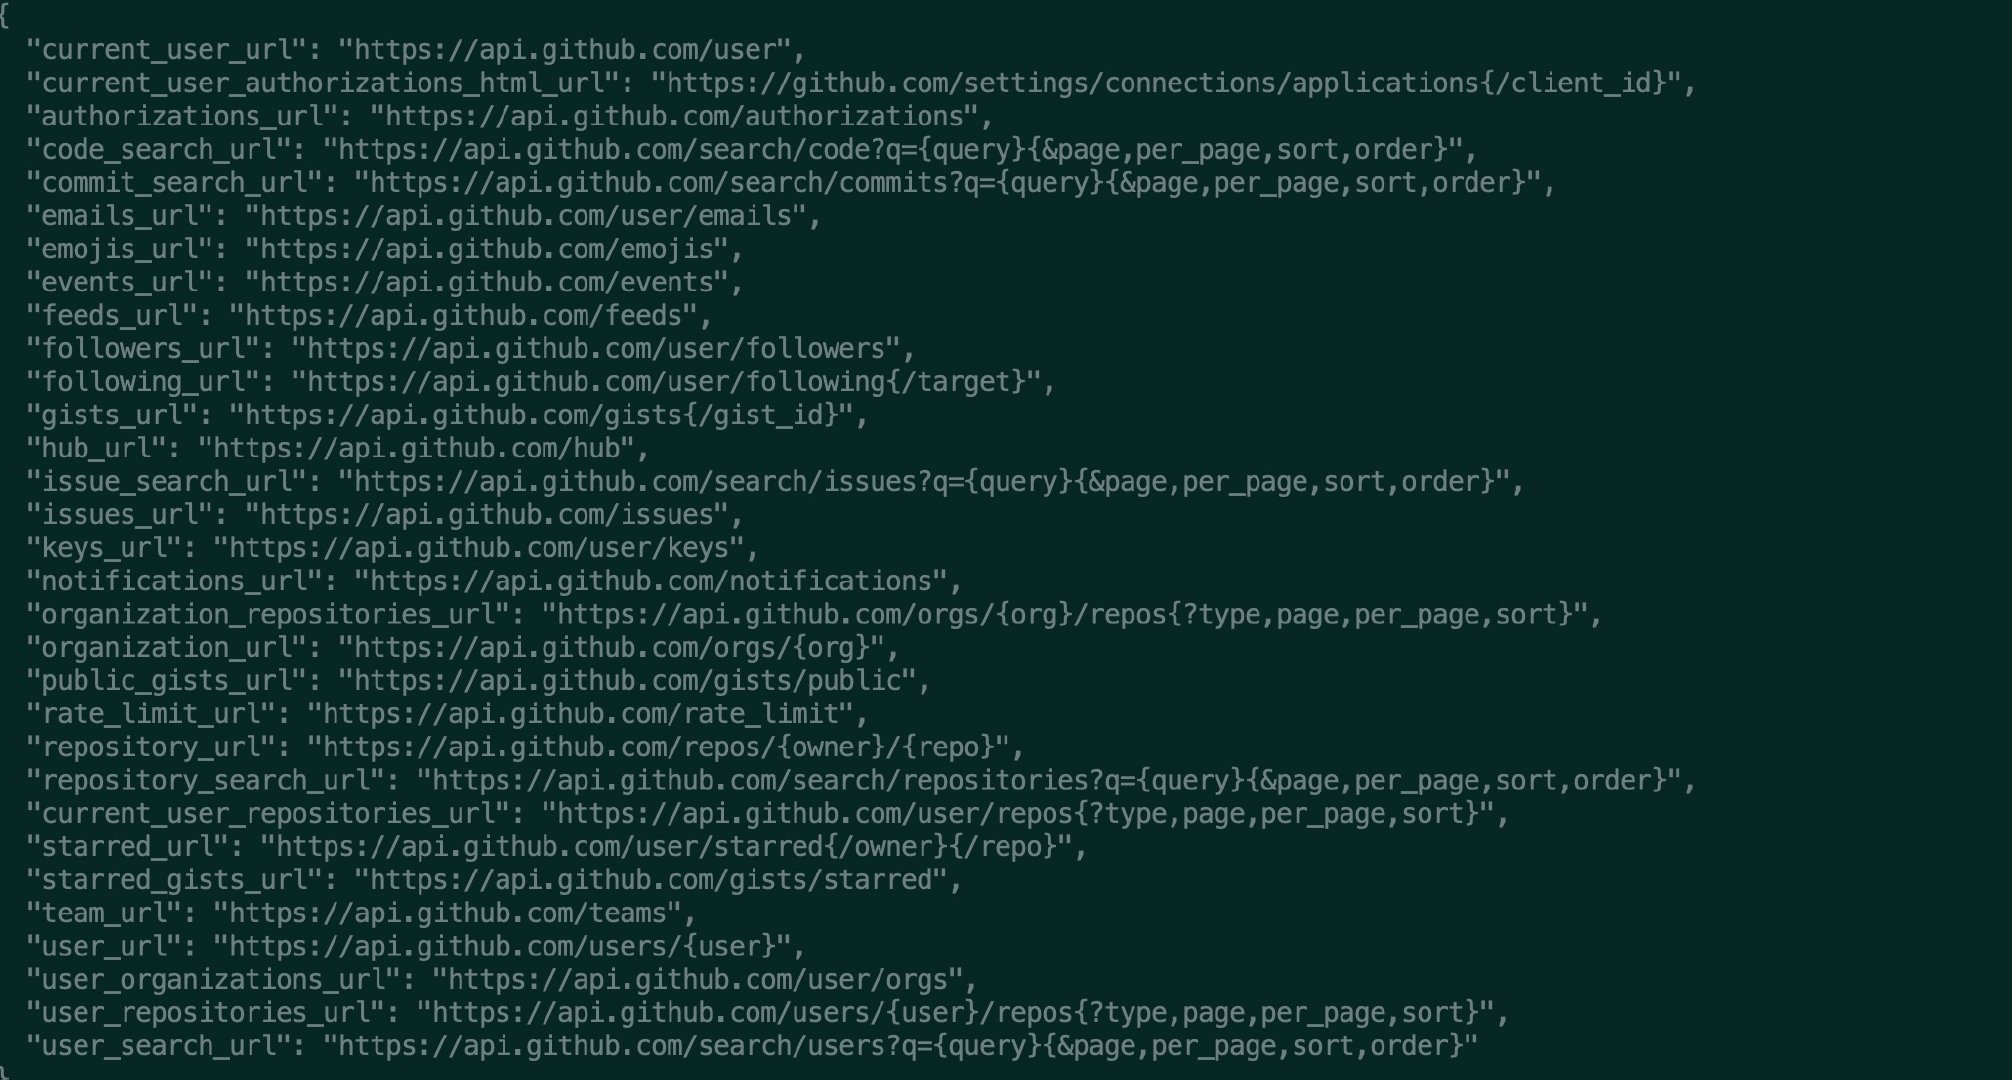 {
  "current_user_url": "https://api.github.com/user",
  "current_user_authorizations_html_url": "https://github.com/settings/connections/applications{/client_id}",
  "authorizations_url": "https://api.github.com/authorizations",
  "code_search_url": "https://api.github.com/search/code?q={query}{&page,per_page,sort,order}",
  "commit_search_url": "https://api.github.com/search/commits?q={query}{&page,per_page,sort,order}",
  "emails_url": "https://api.github.com/user/emails",
  "emojis_url": "https://api.github.com/emojis",
  "events_url": "https://api.github.com/events",
  "feeds_url": "https://api.github.com/feeds",
  "followers_url": "https://api.github.com/user/followers",
  "following_url": "https://api.github.com/user/following{/target}",
  "gists_url": "https://api.github.com/gists{/gist_id}",
  "hub_url": "https://api.github.com/hub",
  "issue_search_url": "https://api.github.com/search/issues?q={query}{&page,per_page,sort,order}",
  "issues_url": "https://api.github.com/issues",
  "keys_url": "https://api.github.com/user/keys",
  "notifications_url": "https://api.github.com/notifications",
  "organization_repositories_url": "https://api.github.com/orgs/{org}/repos{?type,page,per_page,sort}",
  "organization_url": "https://api.github.com/orgs/{org}",
  "public_gists_url": "https://api.github.com/gists/public",
  "rate_limit_url": "https://api.github.com/rate_limit",
  "repository_url": "https://api.github.com/repos/{owner}/{repo}",
  "repository_search_url": "https://api.github.com/search/repositories?q={query}{&page,per_page,sort,order}",
  "current_user_repositories_url": "https://api.github.com/user/repos{?type,page,per_page,sort}",
  "starred_url": "https://api.github.com/user/starred{/owner}{/repo}",
  "starred_gists_url": "https://api.github.com/gists/starred",
  "team_url": "https://api.github.com/teams",
  "user_url": "https://api.github.com/users/{user}",
  "user_organizations_url": "https://api.github.com/user/orgs",
  "user_repositories_url": "https://api.github.com/users/{user}/repos{?type,page,per_page,sort}",
  "user_search_url": "https://api.github.com/search/users?q={query}{&page,per_page,sort,order}"
}